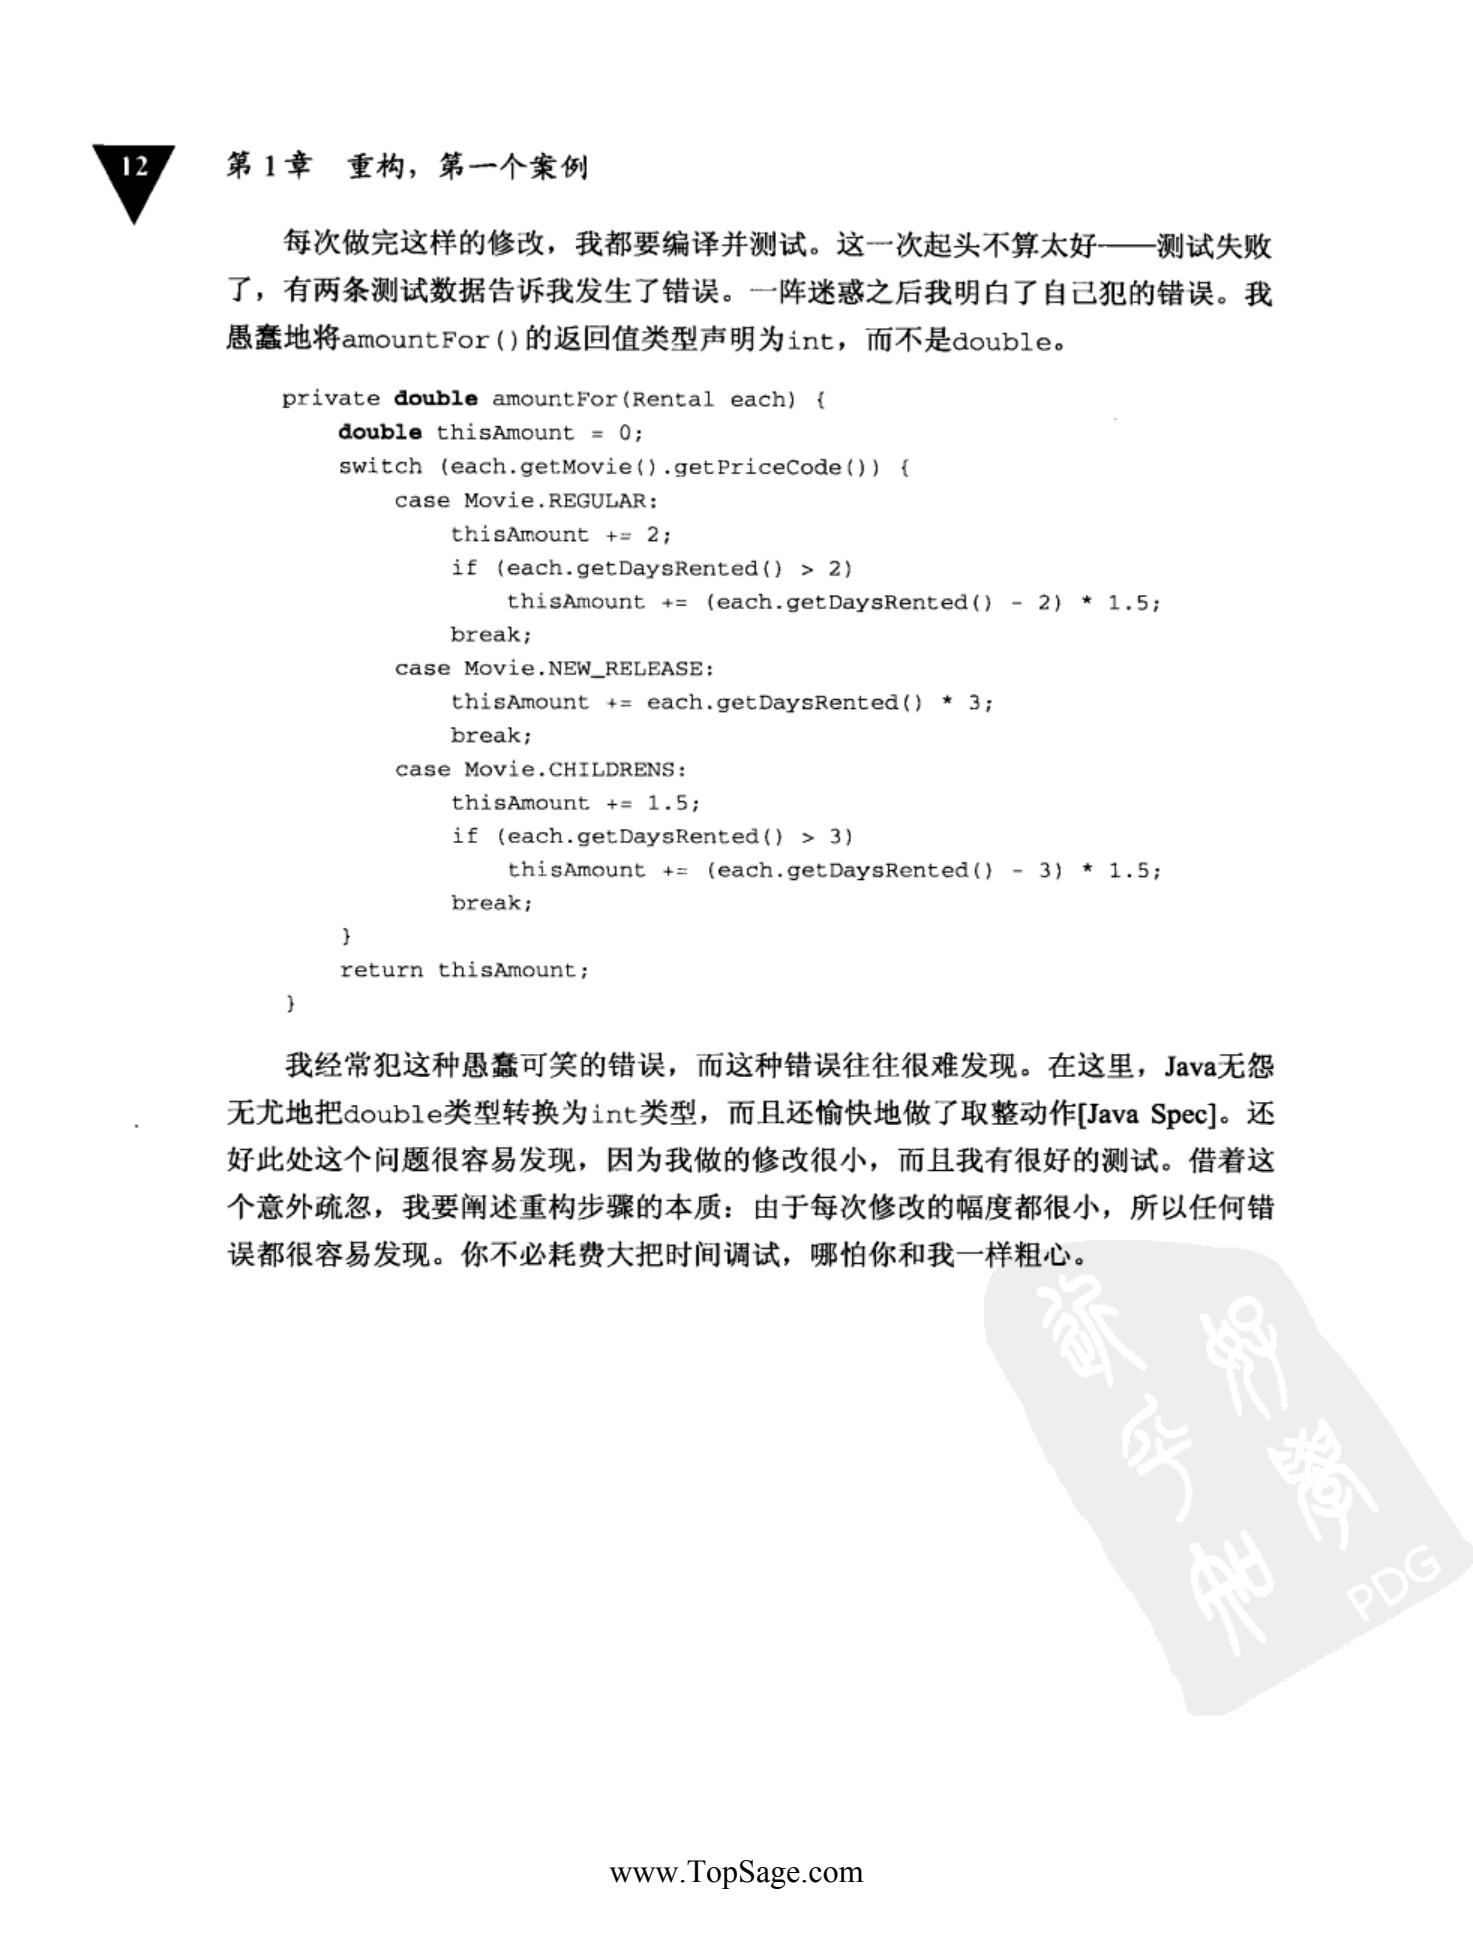 12
第1章 重构，第一个案例
每次做完这样的修改，我都要编译并测试。这一次起头不算太好——测试失败
了，有两条测试数据告诉我发生了错误。一阵迷惑之后我明白了自己犯的错误。我
愚蠢地将amountFor()的返回值类型声明为int，而不是double。
private double amountFor(Rental each) {
    double thisAmount = 0;
    switch (each.getMovie().getPriceCode()) {
        case Movie.REGULAR:
            thisAmount += 2;
            if (each.getDaysRented() > 2)
                thisAmount += (each.getDaysRented() - 2) * 1.5;
            break;
        case Movie.NEW_RELEASE:
            thisAmount += each.getDaysRented() * 3;
            break;
        case Movie.CHILDRENS:
            thisAmount += 1.5;
            if (each.getDaysRented() > 3)
                thisAmount += (each.getDaysRented() - 3) * 1.5;
            break;
    }
    return thisAmount;
}
我经常犯这种愚蠢可笑的错误，而这种错误往往很难发现。在这里，Java无怨
无尤地把double类型转换为int类型，而且还愉快地做了取整动作[Java Spec]。还
好此处这个问题很容易发现，因为我做的修改很小，而且我有很好的测试。借着这
个意外疏忽，我要阐述重构步骤的本质：由于每次修改的幅度都很小，所以任何错
误都很容易发现。你不必耗费大把时间调试，哪怕你和我一样粗心。
PDG
www.TopSage.com